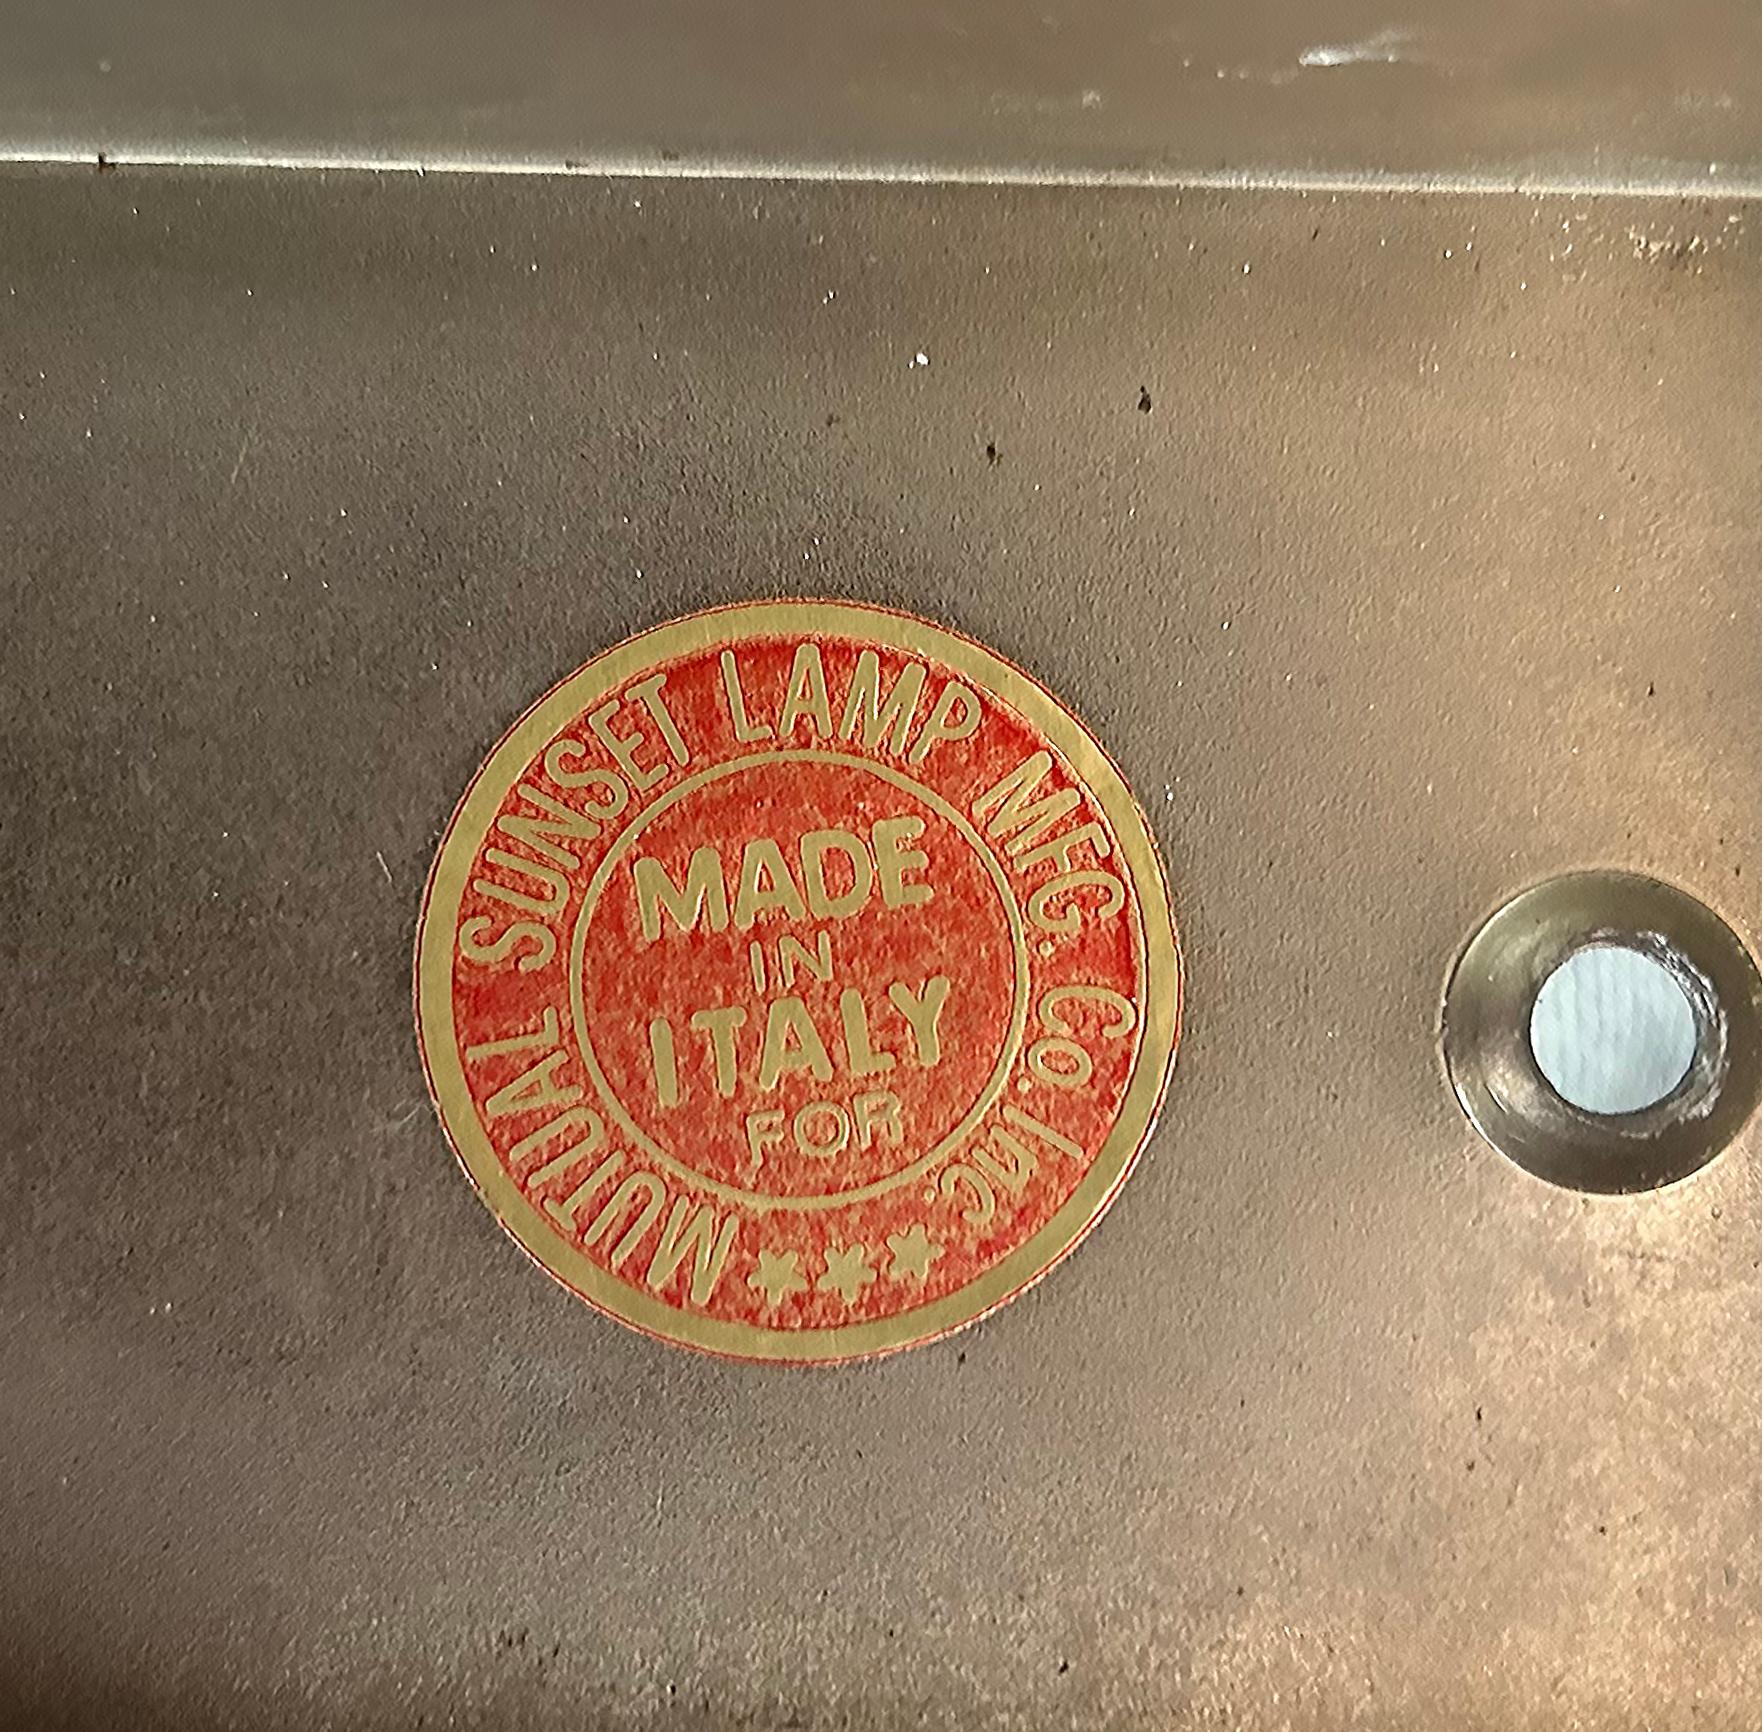 MADE
IN
ITALY
FOR
MUTUAL SUNSET LAMP MFG. Co. Inc.